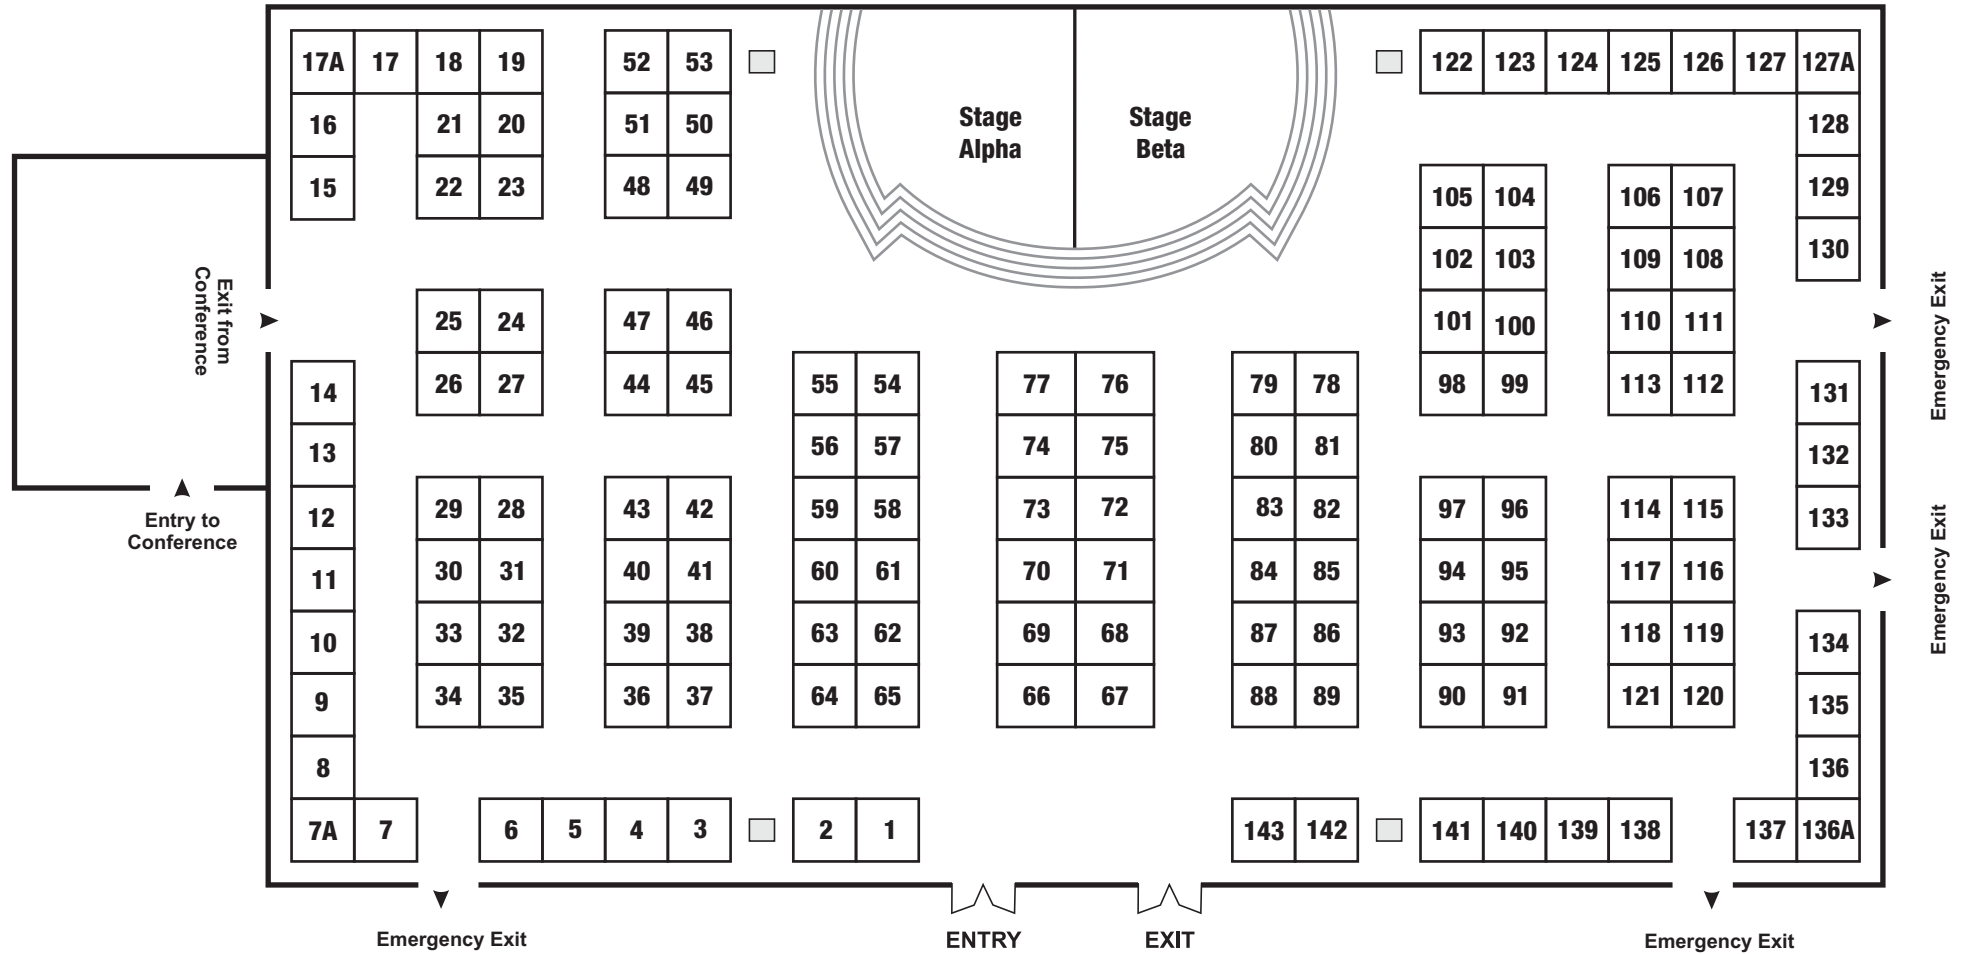 17A 17 18 19 52 53 122 123 124 125 126 127 127A
16 21 20 51 50 Stage Alpha Stage Beta 128
15 22 23 48 49 105 104 106 107 129
102 103 109 108 130
Exit from
Conference
25 24 47 46 101 100 110 111
Emergency Exit
14 26 27 44 45 55 54 77 76 79 78 98 99 113 112 131
13 56 57 74 75 80 81 132
Entry to
Conference
12 29 28 43 42 59 58 73 72 83 82 97 96 114 115 133
11 30 31 40 41 60 61 70 71 84 85 94 95 117 116
Emergency Exit
10 33 32 39 38 63 62 69 68 87 86 93 92 118 119 134
9 34 35 36 37 64 65 66 67 88 89 90 91 121 120 135
8 136
7A 7 6 5 4 3 2 1 143 142 141 140 139 138 137 136A
Emergency Exit ENTRY EXIT Emergency Exit